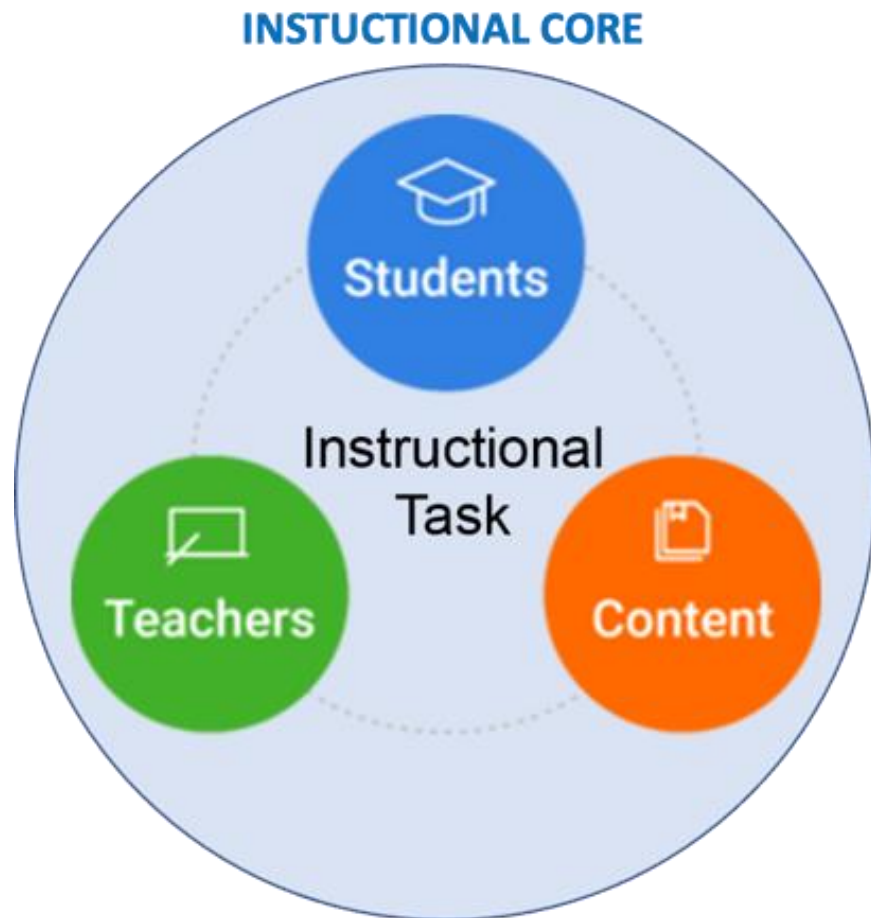 INSTUCTIONAL CORE
Students
Instructional
Task
Teachers
Content